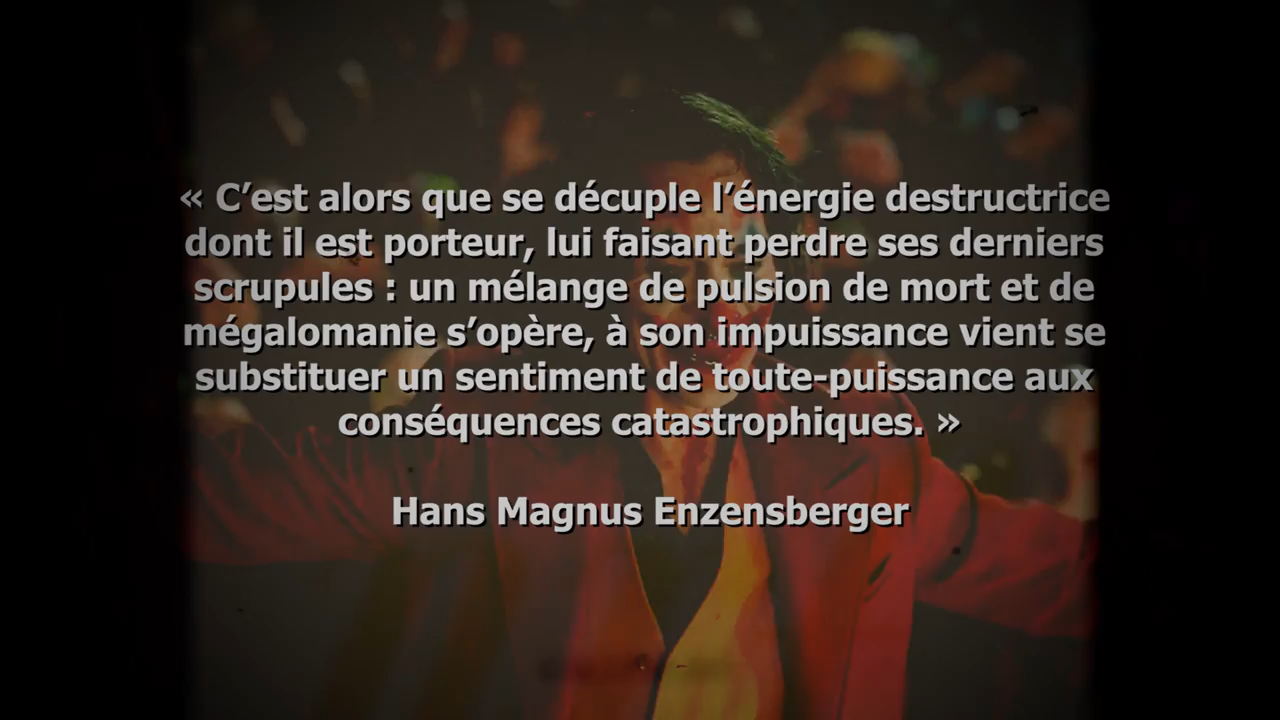 « C’est alors que se décuple l’énergie destructrice
dont il est porteur, lui faisant perdre ses derniers
scrupules : un mélange de pulsion de mort et de
mégalomanie s’opère, à son impuissance vient se
substituer un sentiment de toute-puissance aux
conséquences catastrophiques. »
Hans Magnus Enzensberger